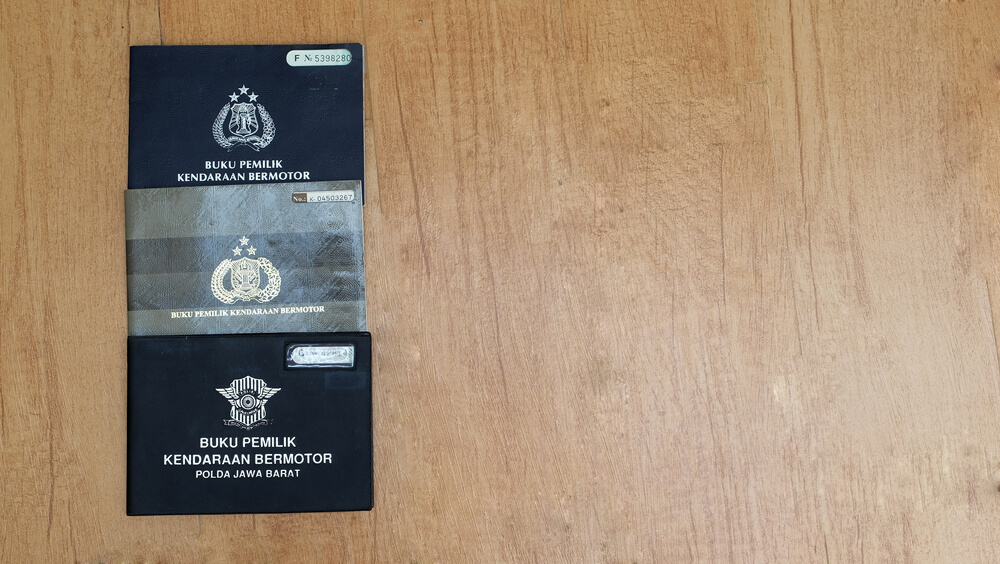 F № 5398280
BUKU PEMILIK
KENDARAAN BERMOTOR
No.: K 04503267
BUKU PEMILIK KENDARAAN BERMOTOR
G
BUKU PEMILIK
KENDARAAN BERMOTOR
POLDA JAWA BARAT